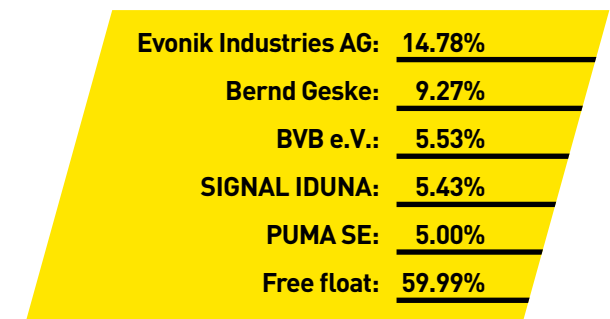 Evonik Industries AG: 14.78%
Bernd Geske: 9.27%
BVB e.V.: 5.53%
SIGNAL IDUNA: 5.43%
PUMA SE: 5.00%
Free float: 59.99%